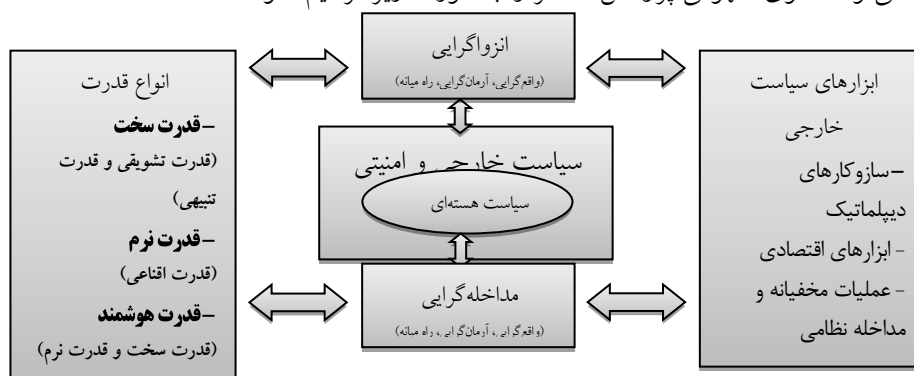 انزواگرایی
(واقع‌گرایی، آرمان‌گرایی، راه میانه)
ابزارهای سیاست
خارجی
-سازوکارهای
دیپلماتیک
- ابزارهای اقتصادی
- عملیات مخفیانه و
مداخله نظامی
سیاست خارجی و امنیتی
سیاست هسته‌ای
مداخله‌گرایی
(واقع‌گرایی، آرمان‌گرایی، راه میانه)
انواع قدرت
-قدرت سخت
(قدرت تشویقی و قدرت
تنبیهی)
-قدرت نرم
(قدرت اقناعی)
-قدرت هوشمند
(قدرت سخت و قدرت نرم)